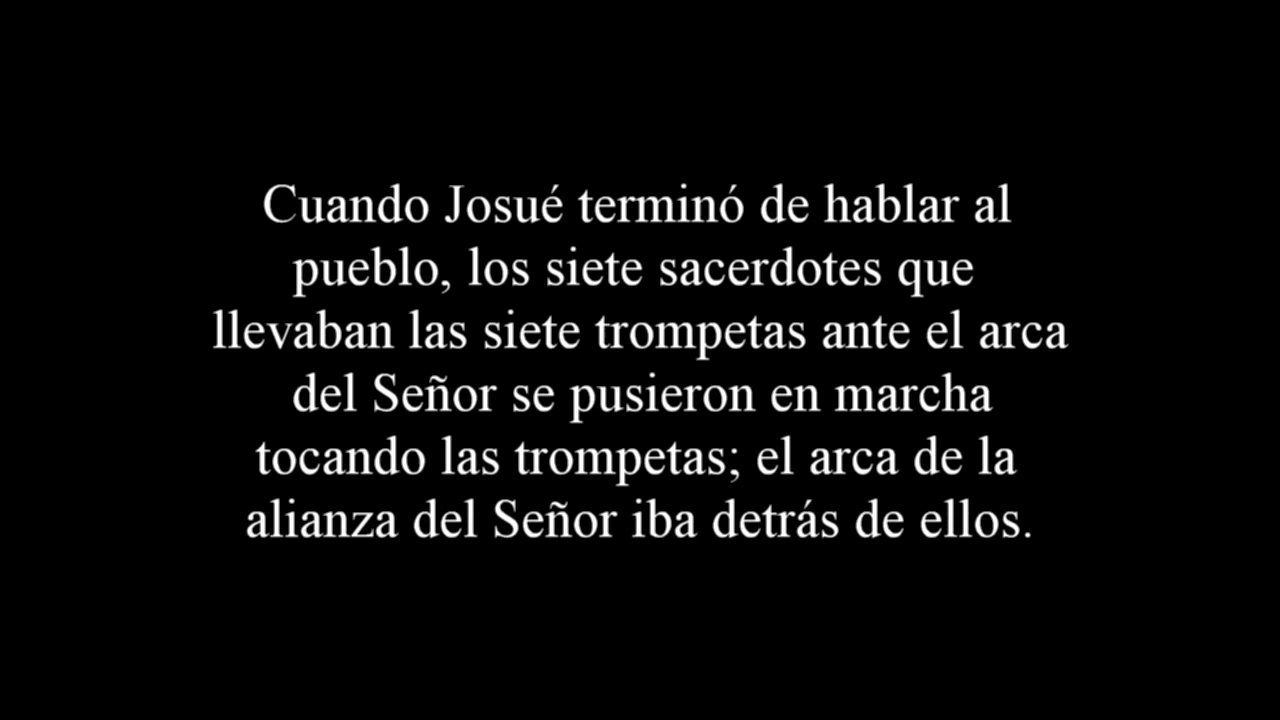 Cuando Josué terminó de hablar al
pueblo, los siete sacerdotes que
llevaban las siete trompetas ante el arca
del Señor se pusieron en marcha
tocando las trompetas; el arca de la
alianza del Señor iba detrás de ellos.